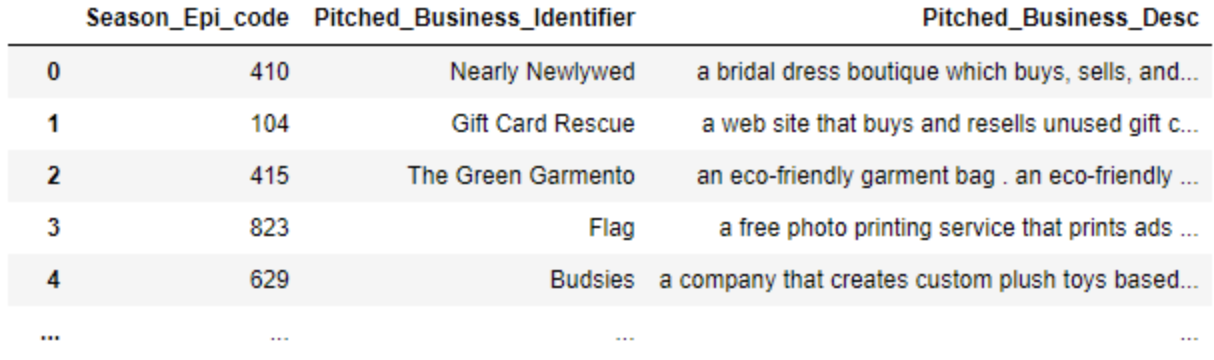 Season_Epi_code Pitched_Business_Identifier Pitched_Business_Desc
0 410 Nearly Newlywed a bridal dress boutique which buys, sells, and...
1 104 Gift Card Rescue a web site that buys and resells unused gift c...
2 415 The Green Garmento an eco-friendly garment bag . an eco-friendly ...
3 823 Flag a free photo printing service that prints ads ...
4 629 Budsies a company that creates custom plush toys based...
... ... ... ...